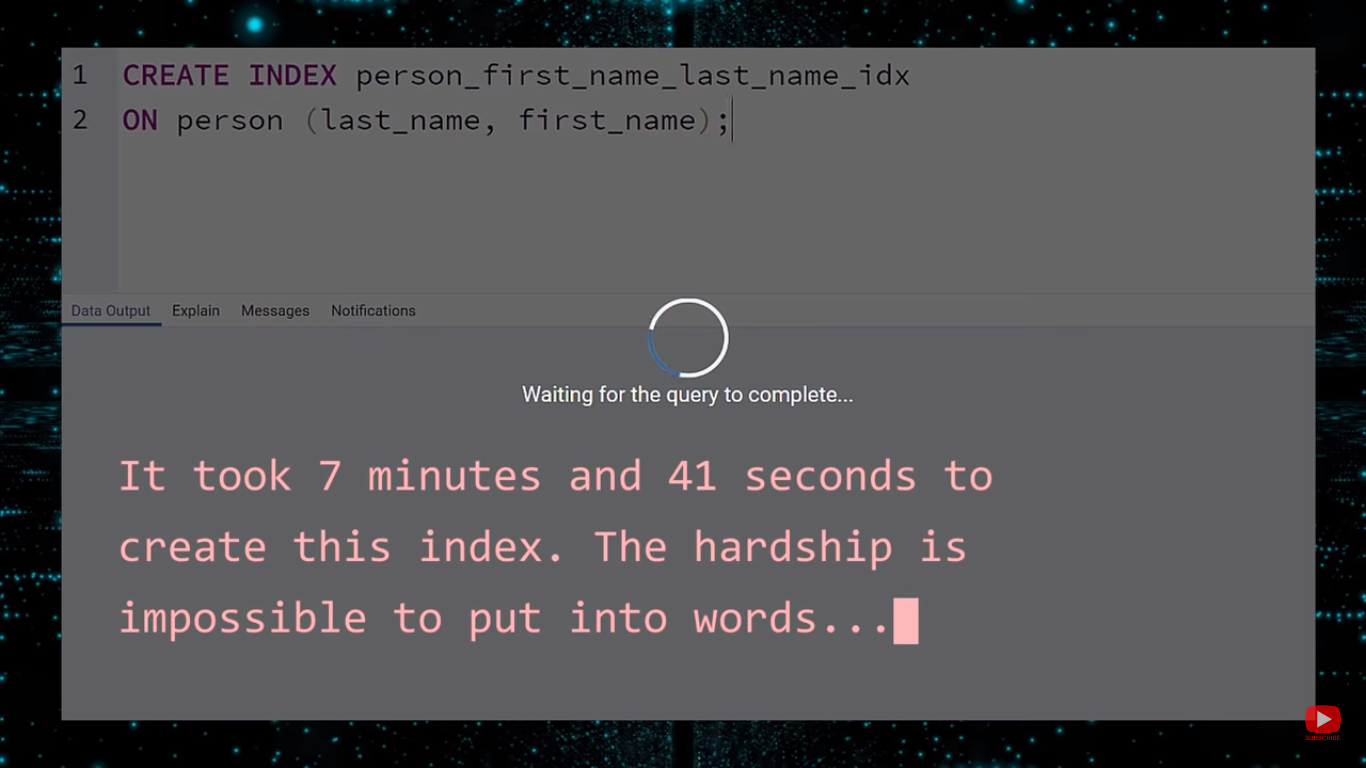 1 CREATE INDEX person_first_name_last_name_idx
2 ON person (last_name, first_name);
Data Output Explain Messages Notifications
Waiting for the query to complete...
It took 7 minutes and 41 seconds to
create this index. The hardship is
impossible to put into words...
SUBSCRIBE